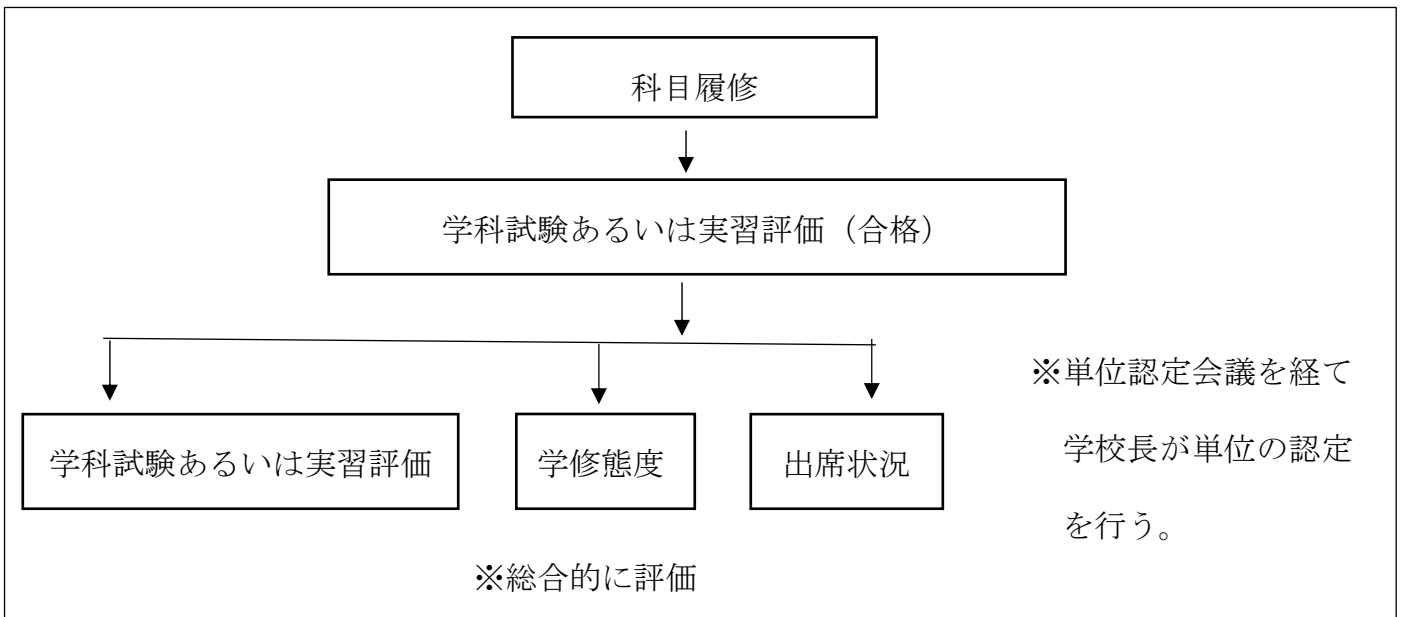 科目履修
学科試験あるいは実習評価（合格）
学科試験あるいは実習評価
学修態度
出席状況
※総合的に評価
※単位認定会議を経て
学校長が単位の認定
を行う。